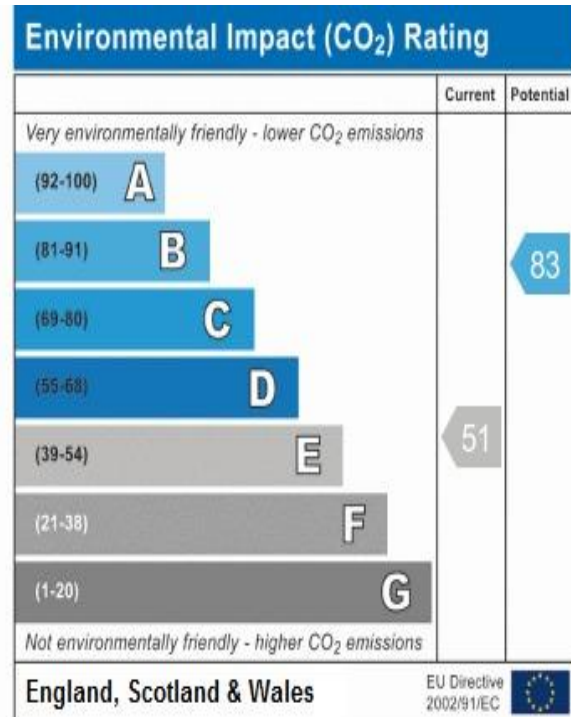 Environmental Impact (CO₂) Rating
Current Potential
Very environmentally friendly - lower CO₂ emissions
(92-100) A
(81-91) B
83
(69-80) C
(55-68) D
(39-54) E
51
(21-38) F
(1-20) G
Not environmentally friendly - higher CO₂ emissions
England, Scotland & Wales
EU Directive
2002/91/EC